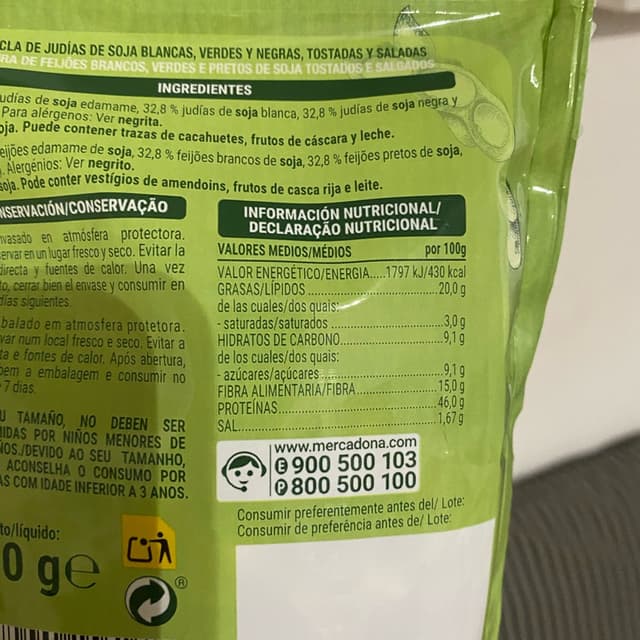 CLA DE JUDÍAS DE SOJA BLANCAS, VERDES Y NEGRAS, TOSTADAS Y SALADAS
RA DE FEIJÕES BRANCOS, VERDES E PRETOS DE SOJA TOSTADOS E SALGADOS
INGREDIENTES
udías de soja edamame, 32,8 % judías de soja blanca, 32,8 % judías de soja negra y
Para alérgenos: Ver negrita.
oja. Puede contener trazas de cacahuetes, frutos de cáscara y leche.
eijões edamame de soja, 32,8 % feijões brancos de soja, 32,8 % feijões pretos de soja,
. Alergénios: Ver negrito.
soja. Pode conter vestígios de amendoins, frutos de casca rija e leite.
NSERVACIÓN/CONSERVAÇÃO
nvasado en atmósfera protectora.
ervar en un lugar fresco y seco. Evitar la
directa y fuentes de calor. Una vez
to, cerrar bien el envase y consumir en
días siguientes.
balado em atmosfera protetora.
var num local fresco e seco. Evitar a
ta e fontes de calor. Após abertura,
bem a embalagem e consumir no
7 dias.
U TAMAÑO, NO DEBEN SER
IDAS POR NIÑOS MENORES DE
ÑOS./DEVIDO AO SEU TAMANHO,
ACONSELHA O CONSUMO POR
AS COM IDADE INFERIOR A 3 ANOS.
to/líquido:
0 g e
INFORMACIÓN NUTRICIONAL/
DECLARAÇÃO NUTRICIONAL
VALORES MEDIOS/MÉDIOS por 100g
VALOR ENERGÉTICO/ENERGIA.....1797 kJ/430 kcal
GRASAS/LÍPIDOS..........20,0 g
de las cuales/dos quais:
- saturadas/saturados..........3,0 g
HIDRATOS DE CARBONO..........9,1 g
de los cuales/dos quais:
- azúcares/açúcares..........9,1 g
FIBRA ALIMENTARIA/FIBRA..........15,0 g
PROTEÍNAS..........46,0 g
SAL..........1,67 g
www.mercadona.com
E 900 500 103
P 800 500 100
Consumir preferentemente antes del/ Lote:
Consumir de preferência antes de/ Lote:
®